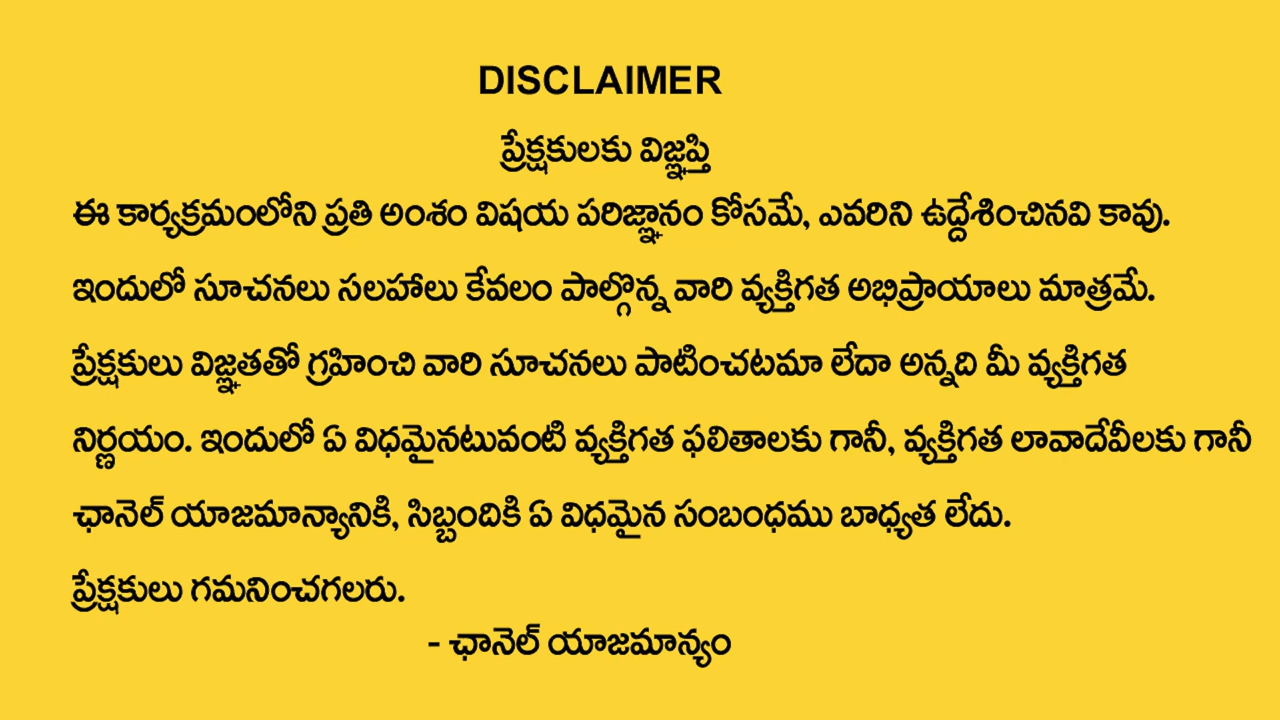 DISCLAIMER
ప్రేక్షకులకు విజ్ఞప్తి
ఈ కార్యక్రమంలోని ప్రతి అంశం విషయ పరిజ్ఞానం కోసమే, ఎవరిని ఉద్దేశించినవి కావు.
ఇందులో సూచనలు సలహాలు కేవలం పాల్గొన్న వారి వ్యక్తిగత అభిప్రాయాలు మాత్రమే.
ప్రేక్షకులు విజ్ఞతతో గ్రహించి వారి సూచనలు పాటించటమా లేదా అన్నది మీ వ్యక్తిగత
నిర్ణయం. ఇందులో ఏ విధమైనటువంటి వ్యక్తిగత ఫలితాలకు గానీ, వ్యక్తిగత లావాదేవీలకు గానీ
ఛానెల్ యాజమాన్యానికి, సిబ్బందికి ఏ విధమైన సంబంధము బాధ్యత లేదు.
ప్రేక్షకులు గమనించగలరు.
- ఛానెల్ యాజమాన్యం